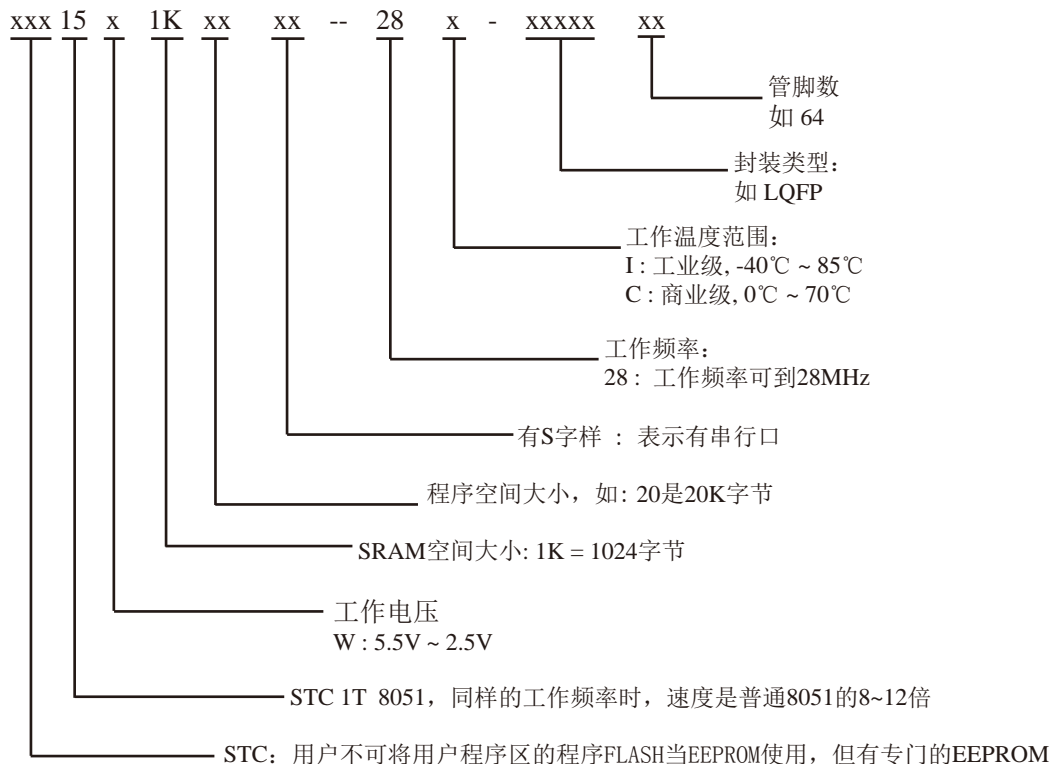 xxx 15 x 1K xx xx -- 28 x - xxxxx xx
管脚数
如 64
封装类型：
如 LQFP
工作温度范围：
I : 工业级, -40℃ ~ 85℃
C : 商业级, 0℃ ~ 70℃
工作频率：
28 : 工作频率可到28MHz
有S字样 : 表示有串行口
程序空间大小，如: 20是20K字节
SRAM空间大小: 1K = 1024字节
工作电压
W : 5.5V ~ 2.5V
STC 1T 8051，同样的工作频率时，速度是普通8051的8~12倍
STC：用户不可将用户程序区的程序FLASH当EEPROM使用，但有专门的EEPROM